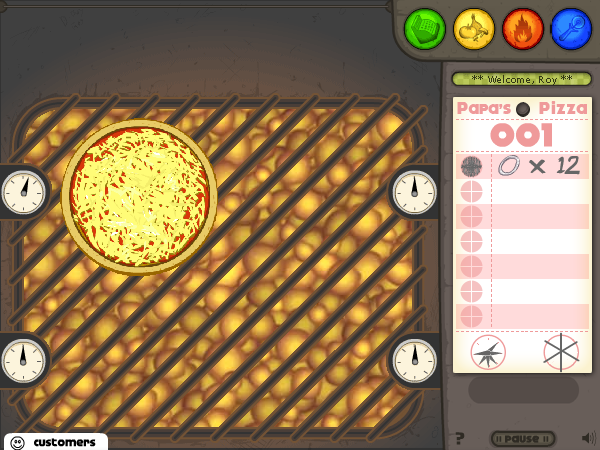 ** Welcome, Roy **
Papa's Pizza
001
x 12
customers
?
pause